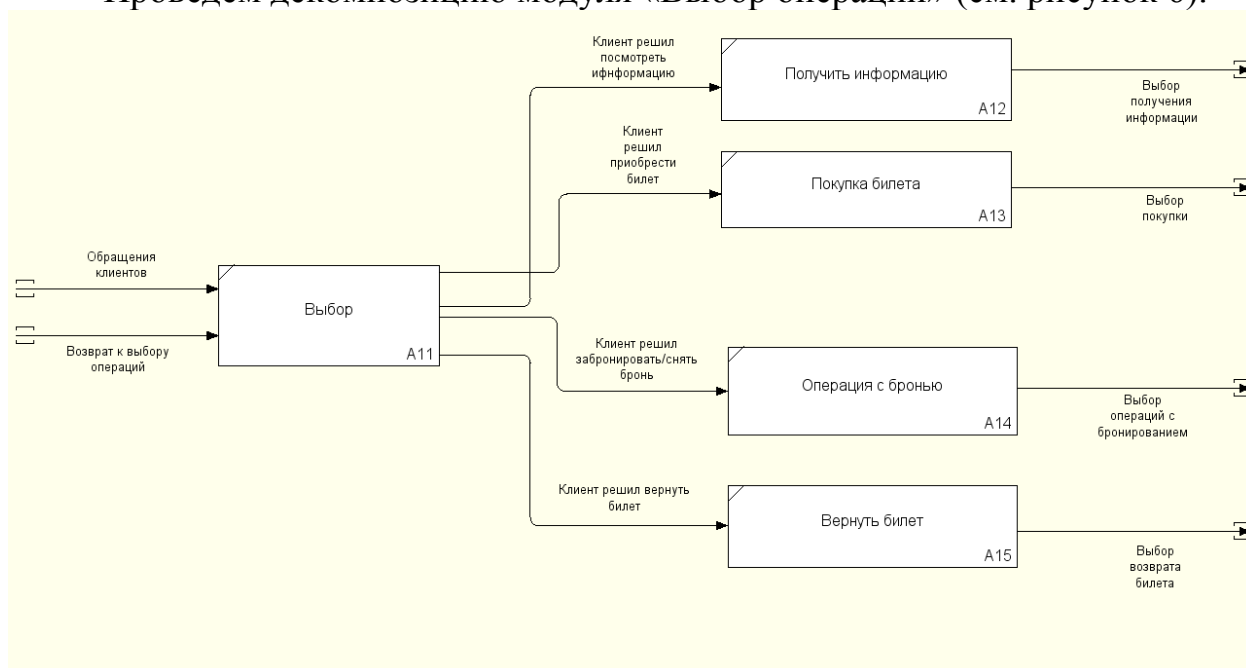 Проведем декомпозицию модуля «Выбор операции» (см. рисунок 6).
Клиент решил
посмотреть
ифнформацию
Получить информацию
A12
Выбор
получения
информации
Клиент
решил
приобрести
билет
Покупка билета
A13
Выбор
покупки
Обращения
клиентов
Выбор
A11
Возврат к выбору
операций
Клиент решил
забронировать/снять
бронь
Операция с бронью
A14
Выбор
операций с
бронированием
Клиент решил вернуть
билет
Вернуть билет
A15
Выбор
возврата
билета